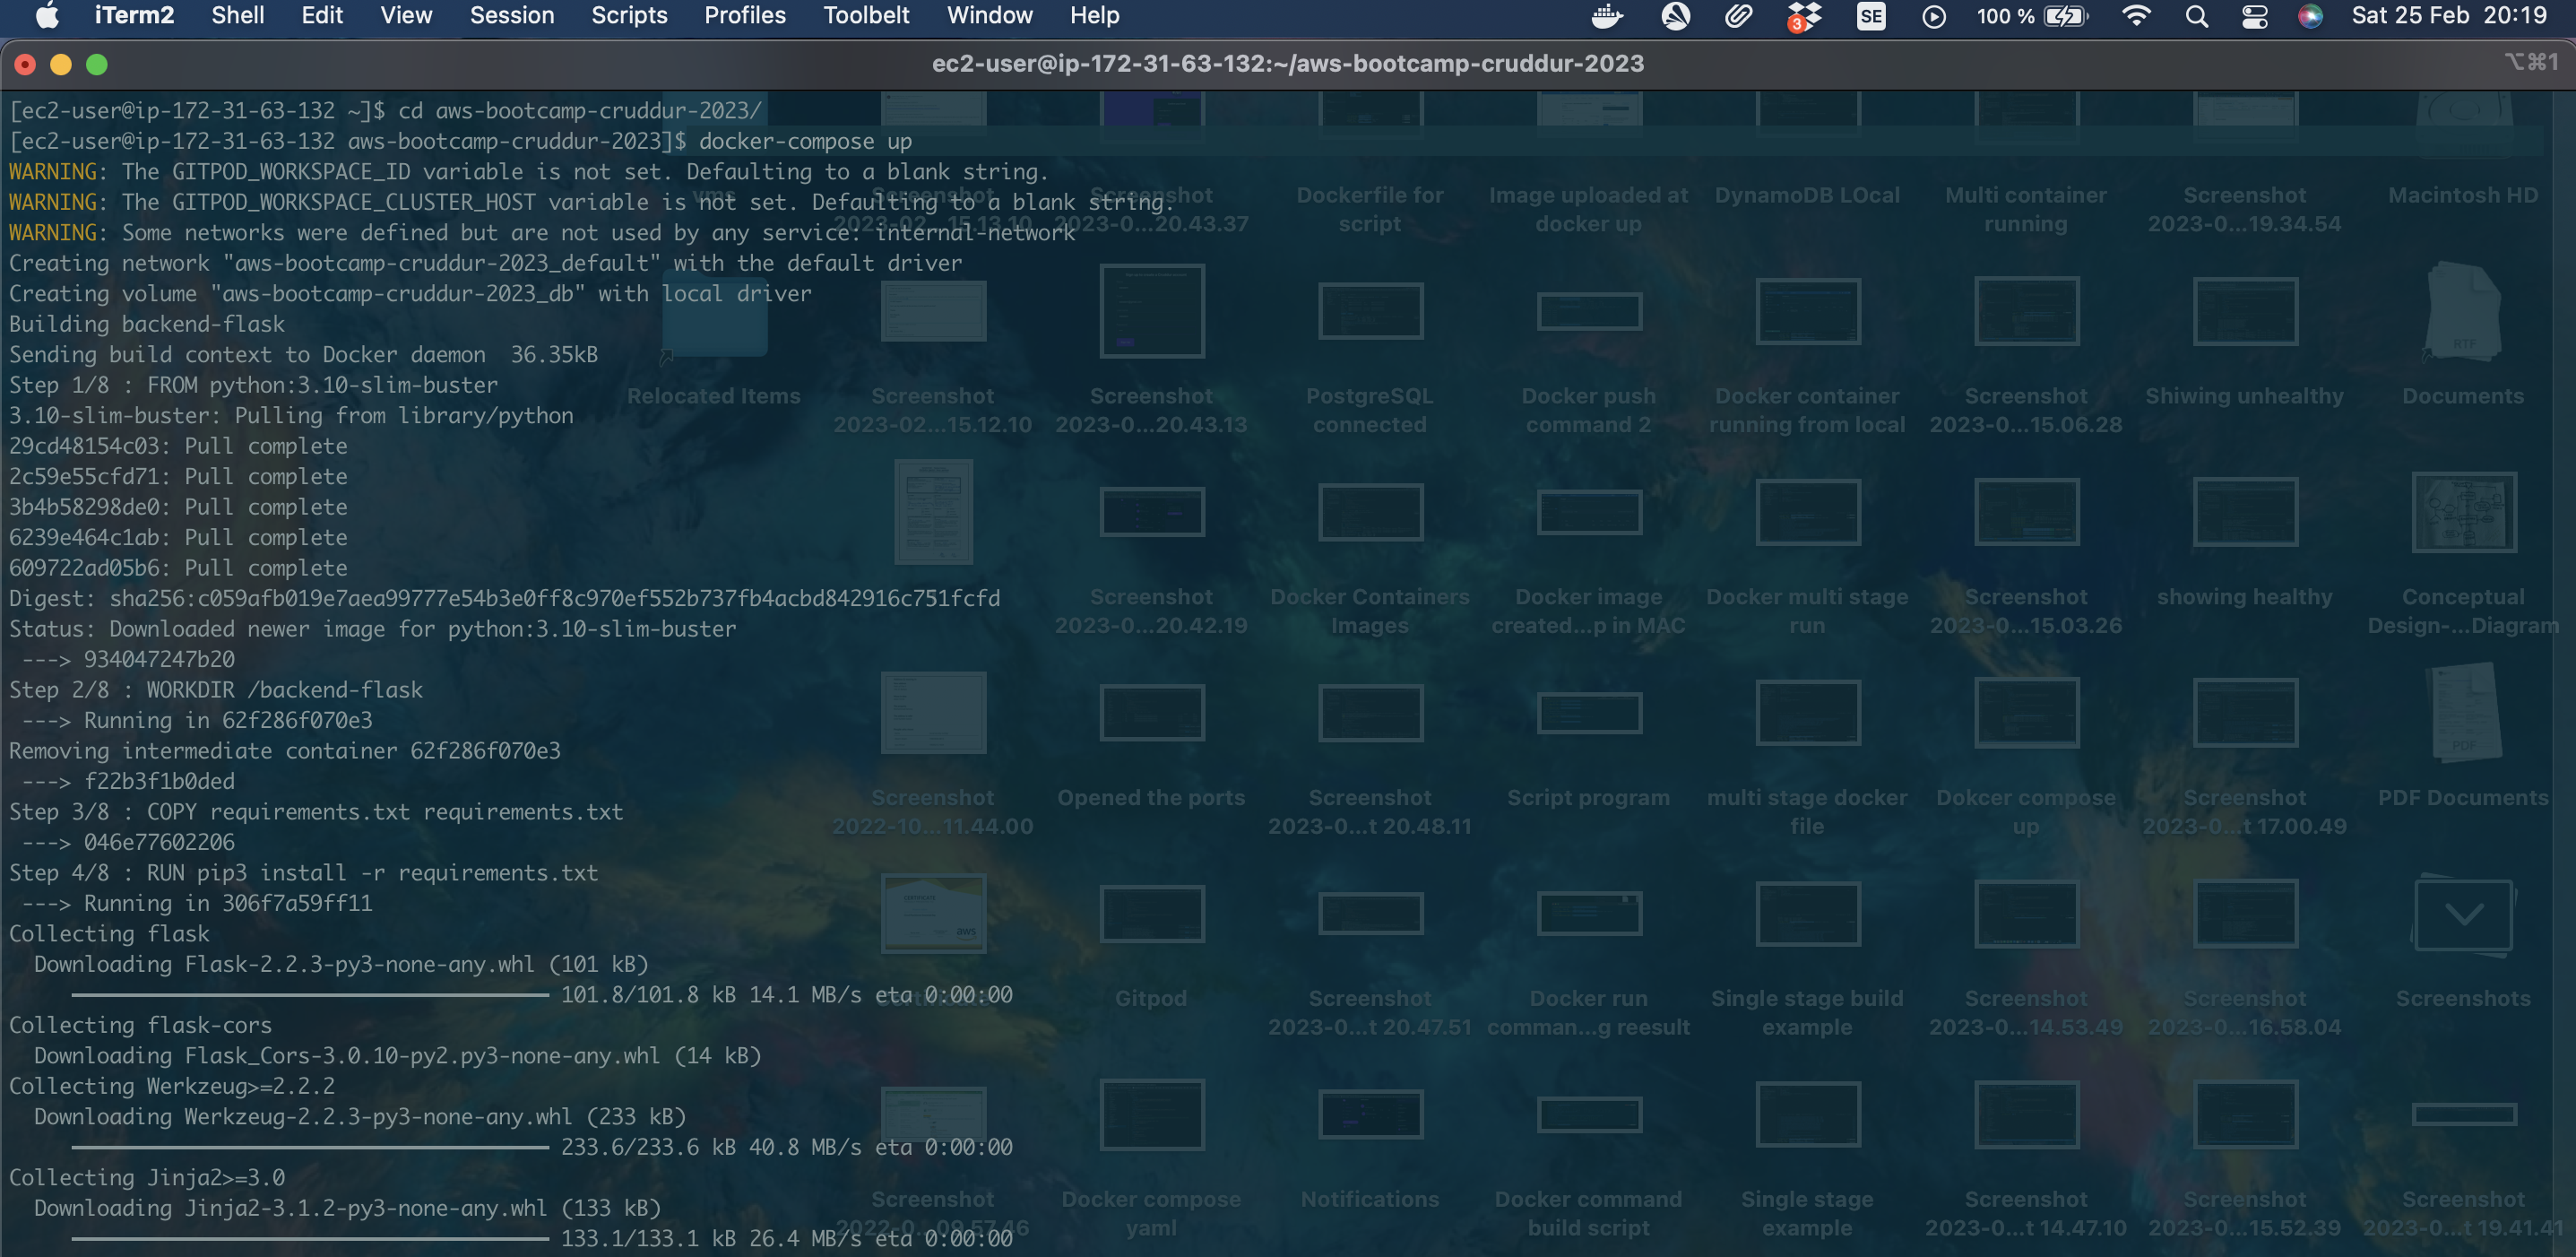 iTerm2 Shell Edit View Session Scripts Profiles Toolbelt Window Help 3 SE 100 % Sat 25 Feb 20:19
ec2-user@ip-172-31-63-132:~/aws-bootcamp-cruddur-2023 ⌥⌘1
[ec2-user@ip-172-31-63-132 ~]$ cd aws-bootcamp-cruddur-2023/
[ec2-user@ip-172-31-63-132 aws-bootcamp-cruddur-2023]$ docker-compose up
WARNING: The GITPOD_WORKSPACE_ID variable is not set. Defaulting to a blank string.
WARNING: The GITPOD_WORKSPACE_CLUSTER_HOST variable is not set. Defaulting to a blank string.
WARNING: Some networks were defined but are not used by any service: internal-network
Creating network "aws-bootcamp-cruddur-2023_default" with the default driver
Creating volume "aws-bootcamp-cruddur-2023_db" with local driver
Building backend-flask
Sending build context to Docker daemon  36.35kB
Step 1/8 : FROM python:3.10-slim-buster
3.10-slim-buster: Pulling from library/python
29cd48154c03: Pull complete
2c59e55cfd71: Pull complete
3b4b58298de0: Pull complete
6239e464c1ab: Pull complete
609722ad05b6: Pull complete
Digest: sha256:c059afb019e7aea99777e54b3e0ff8c970ef552b737fb4acbd842916c751fcfd
Status: Downloaded newer image for python:3.10-slim-buster
 ---> 934047247b20
Step 2/8 : WORKDIR /backend-flask
 ---> Running in 62f286f070e3
Removing intermediate container 62f286f070e3
 ---> f22b3f1b0ded
Step 3/8 : COPY requirements.txt requirements.txt
 ---> 046e77602206
Step 4/8 : RUN pip3 install -r requirements.txt
 ---> Running in 306f7a59ff11
Collecting flask
  Downloading Flask-2.2.3-py3-none-any.whl (101 kB)
101.8/101.8 kB 14.1 MB/s eta 0:00:00
Collecting flask-cors
  Downloading Flask_Cors-3.0.10-py2.py3-none-any.whl (14 kB)
Collecting Werkzeug>=2.2.2
  Downloading Werkzeug-2.2.3-py3-none-any.whl (233 kB)
233.6/233.6 kB 40.8 MB/s eta 0:00:00
Collecting Jinja2>=3.0
  Downloading Jinja2-3.1.2-py3-none-any.whl (133 kB)
133.1/133.1 kB 26.4 MB/s eta 0:00:00
vms Screenshot Screenshot Dockerfile for Image uploaded at DynamoDB LOcal Multi container Screenshot Macintosh HD
2023-02...15.13.10 2023-0...20.43.37 script docker up running 2023-0...19.34.54
RTF
Relocated Items Screenshot Screenshot PostgreSQL Docker push Docker container Screenshot Shiwing unhealthy Documents
2023-02...15.12.10 2023-0...20.43.13 connected command 2 running from local 2023-0...15.06.28
Screenshot Docker Containers Docker image Docker multi stage Screenshot showing healthy Conceptual
2023-0...20.42.19 Images created...p in MAC run 2023-0...15.03.26 Design-...Diagram
PDF
Screenshot Opened the ports Screenshot Script program multi stage docker Dokcer compose Screenshot PDF Documents
2022-10...11.44.00 2023-0...t 20.48.11 file up 2023-0...t 17.00.49
aws
Gitpod Screenshot Docker run Single stage build Screenshot Screenshot Screenshots
2023-0...t 20.47.51 comman...g reesult example 2023-0...t 14.53.49 2023-0...16.58.04
Screenshot Docker compose Notifications Docker command Single stage Screenshot Screenshot Screenshot
2022-0...09.57.46 yaml build script example 2023-0...t 14.47.10 2023-0...15.52.39 2023-0...t 19.41.41